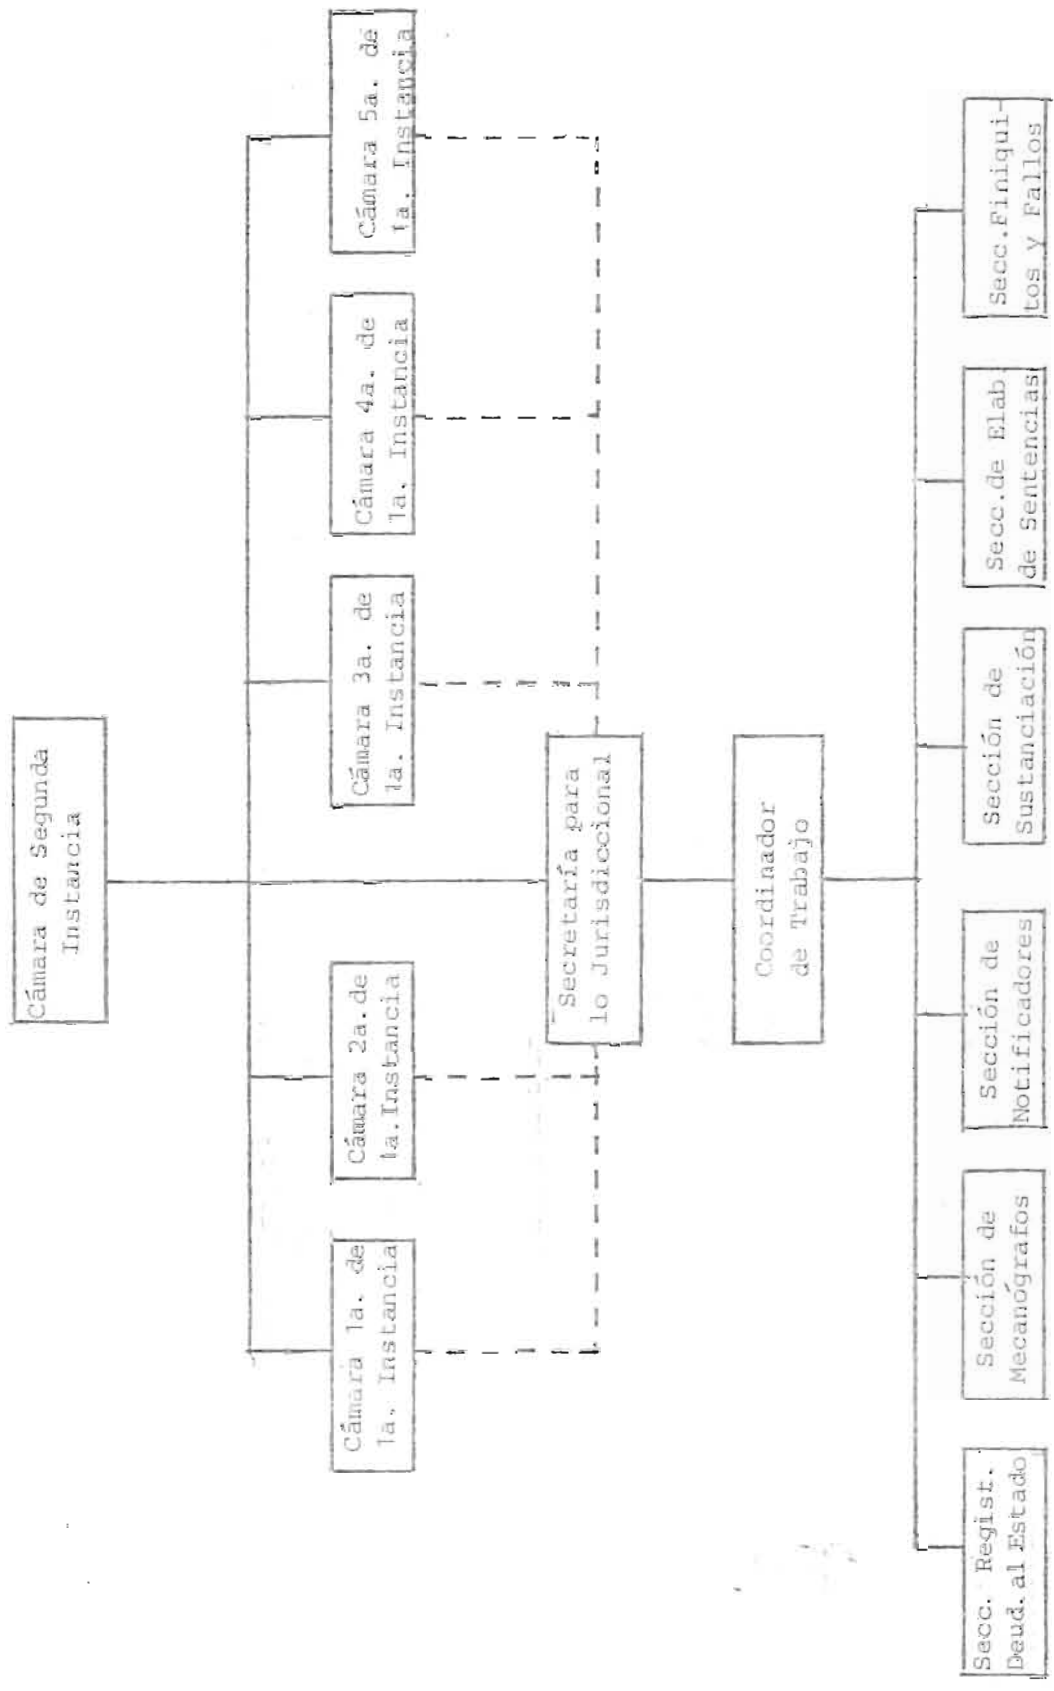 Cámara de Segunda
Instancia
Cámara 1a. de
1a. Instancia
Cámara 2a. de
1a. Instancia
Cámara 3a. de
1a. Instancia
Cámara 4a. de
1a. Instancia
Cámara 5a. de
1a. Instancia
Secretaría para
lo Jurisdiccional
Coordinador
de Trabajo
Secc. Regist.
Deud. al Estado
Sección de
Mecanógrafos
Sección de
Notificadores
Sección de
Sustanciación
Secc.de Elab.
de Sentencias
Secc.Finiqui-
tos y Fallos